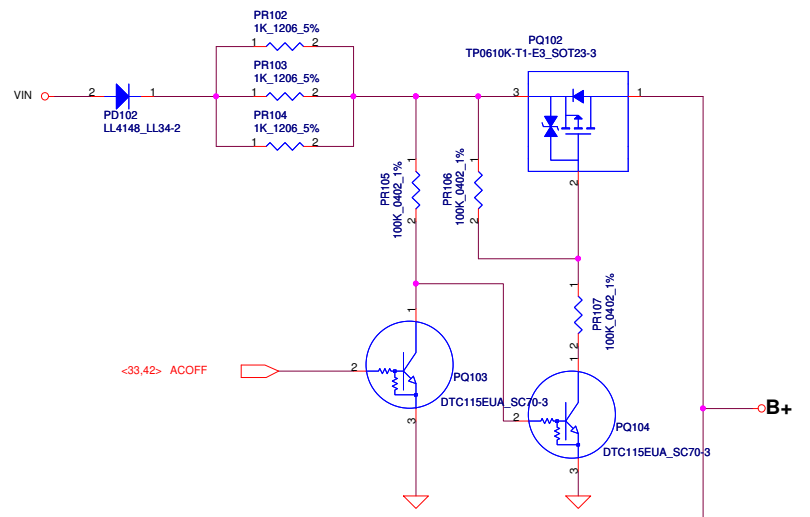 PR102
1K_1206_5%
1 2
PQ102
TP0610K-T1-E3_SOT23-3
PR103
1K_1206_5%
VIN 2 1 1 2 3 1
PD102
LL4148_LL34-2
PR104
1K_1206_5%
1 2
1
PR105
100K_0402_1%
2
1
PR106
100K_0402_1%
2
2
1
PR107
100K_0402_1%
2
1
<33,42> ACOFF 2
PQ103
DTC115EUA_SC70-3
3
1
2
PQ104
DTC115EUA_SC70-3
3
B+